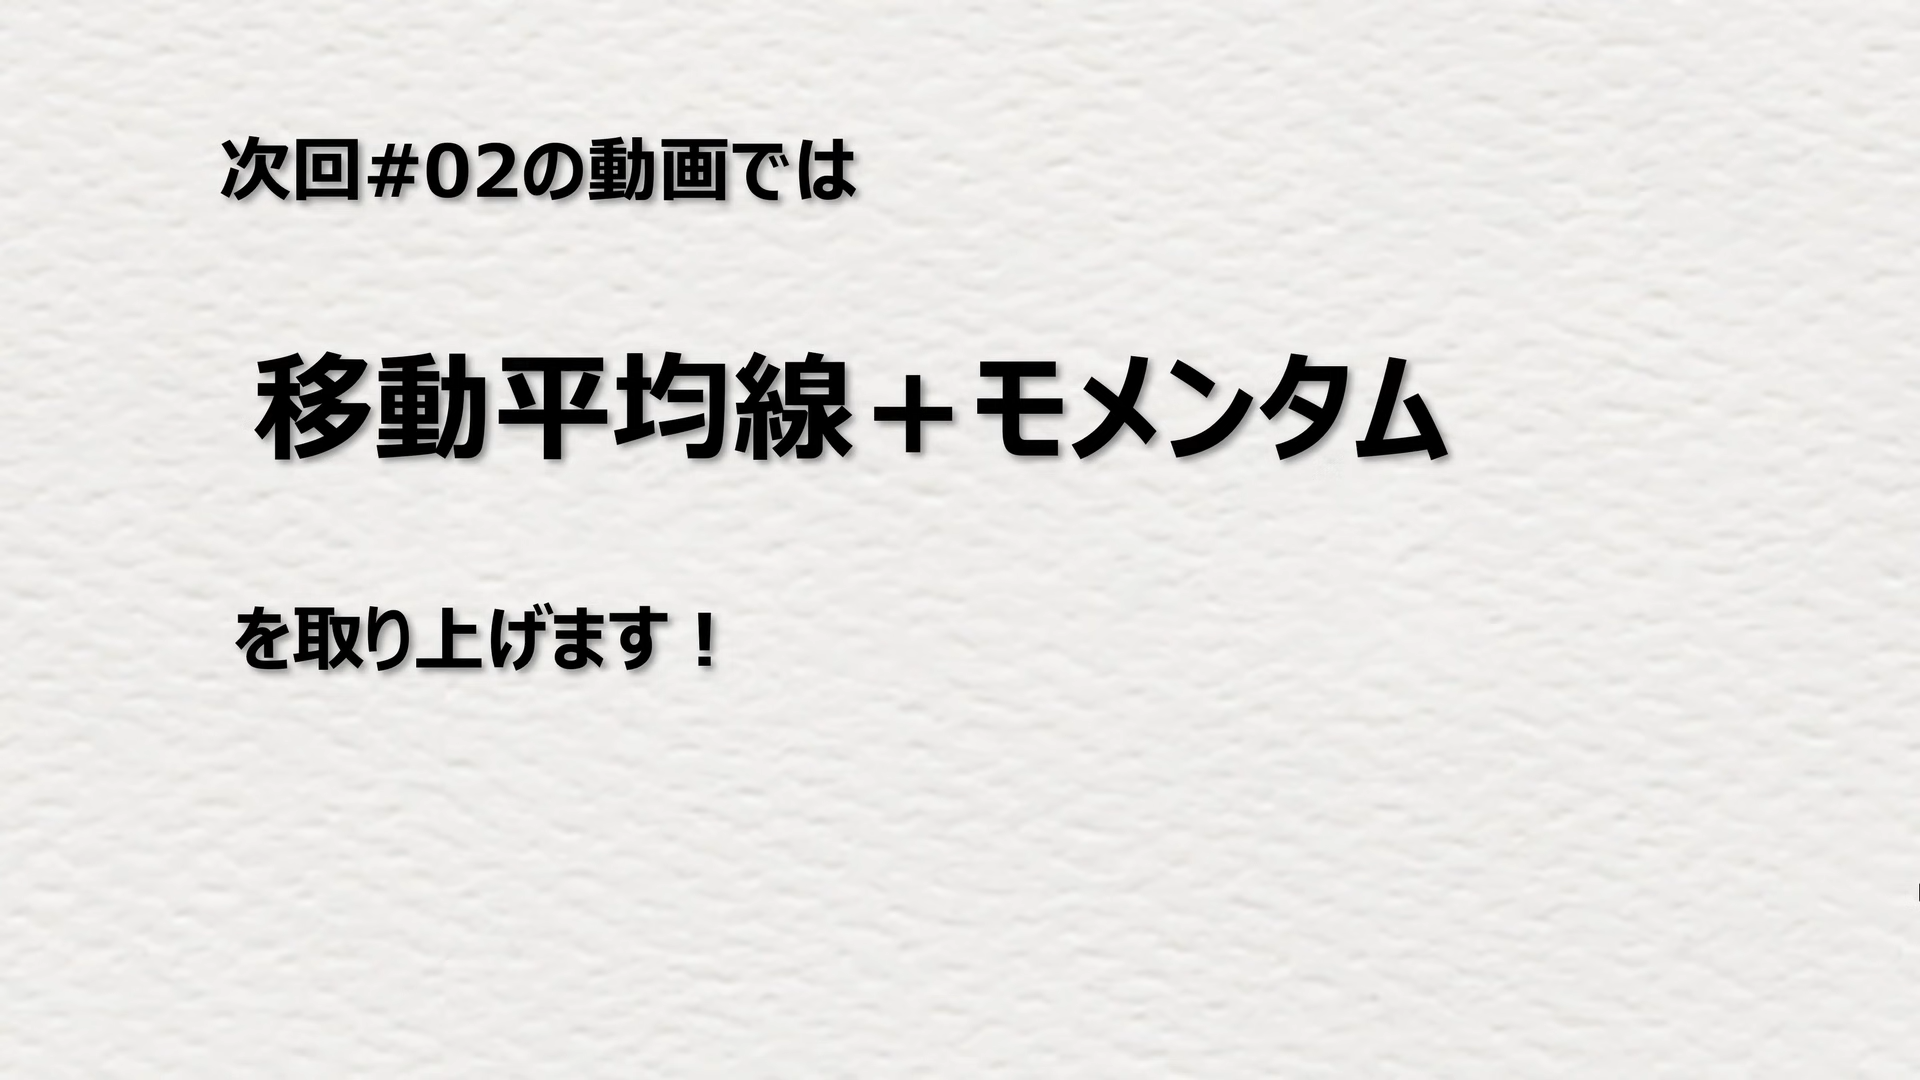 次回#02の動画では
移動平均線＋モメンタム
を取り上げます！